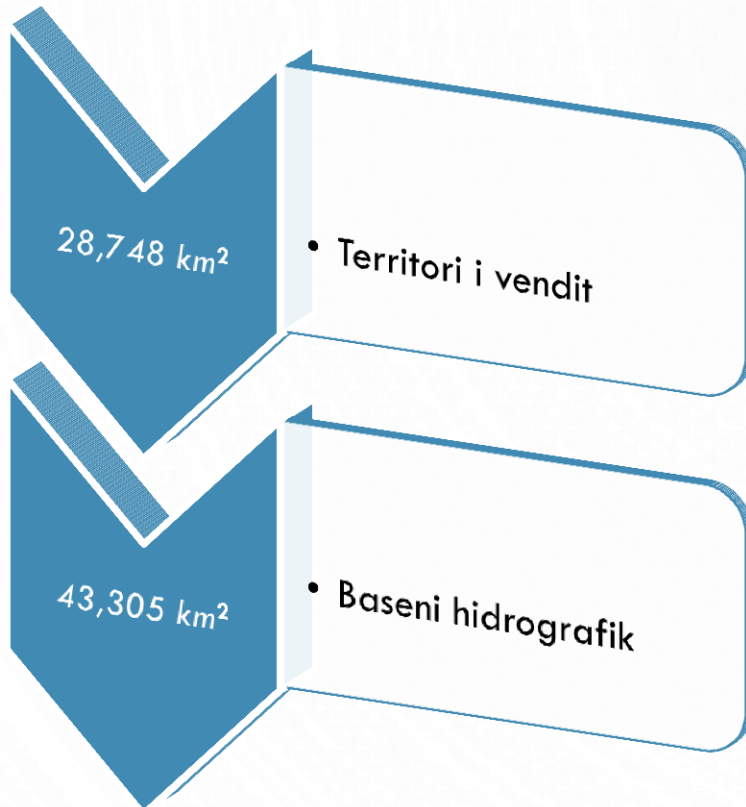 28,748 km²
• Territori i vendit
43,305 km²
• Baseni hidrografik